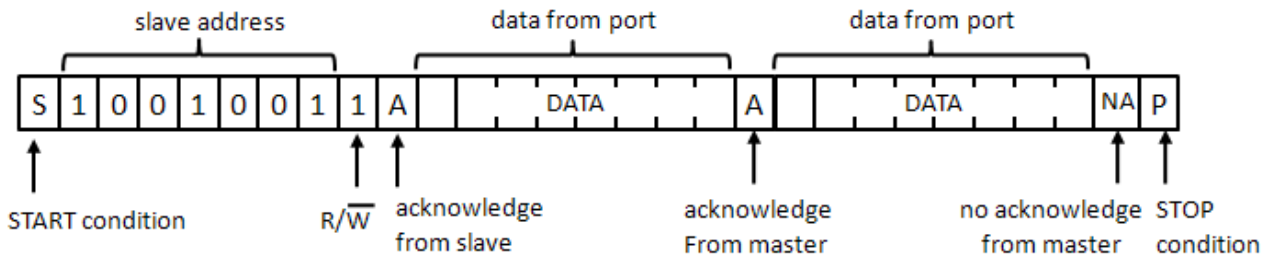 slave address data from port data from port
S 1 0 0 1 0 0 1 1 A DATA A DATA NA P
START condition R/W̅ acknowledge acknowledge no acknowledge STOP
from slave From master from master condition